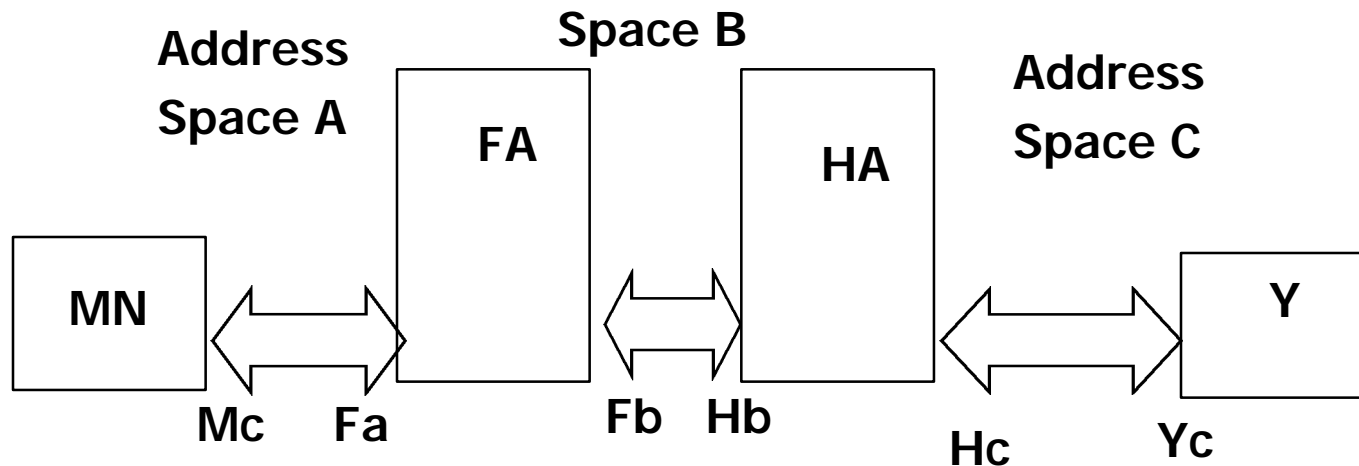 Address
Space A
Space B
Address
Space C
FA
HA
MN
Y
Mc
Fa
Fb
Hb
Hc
Yc